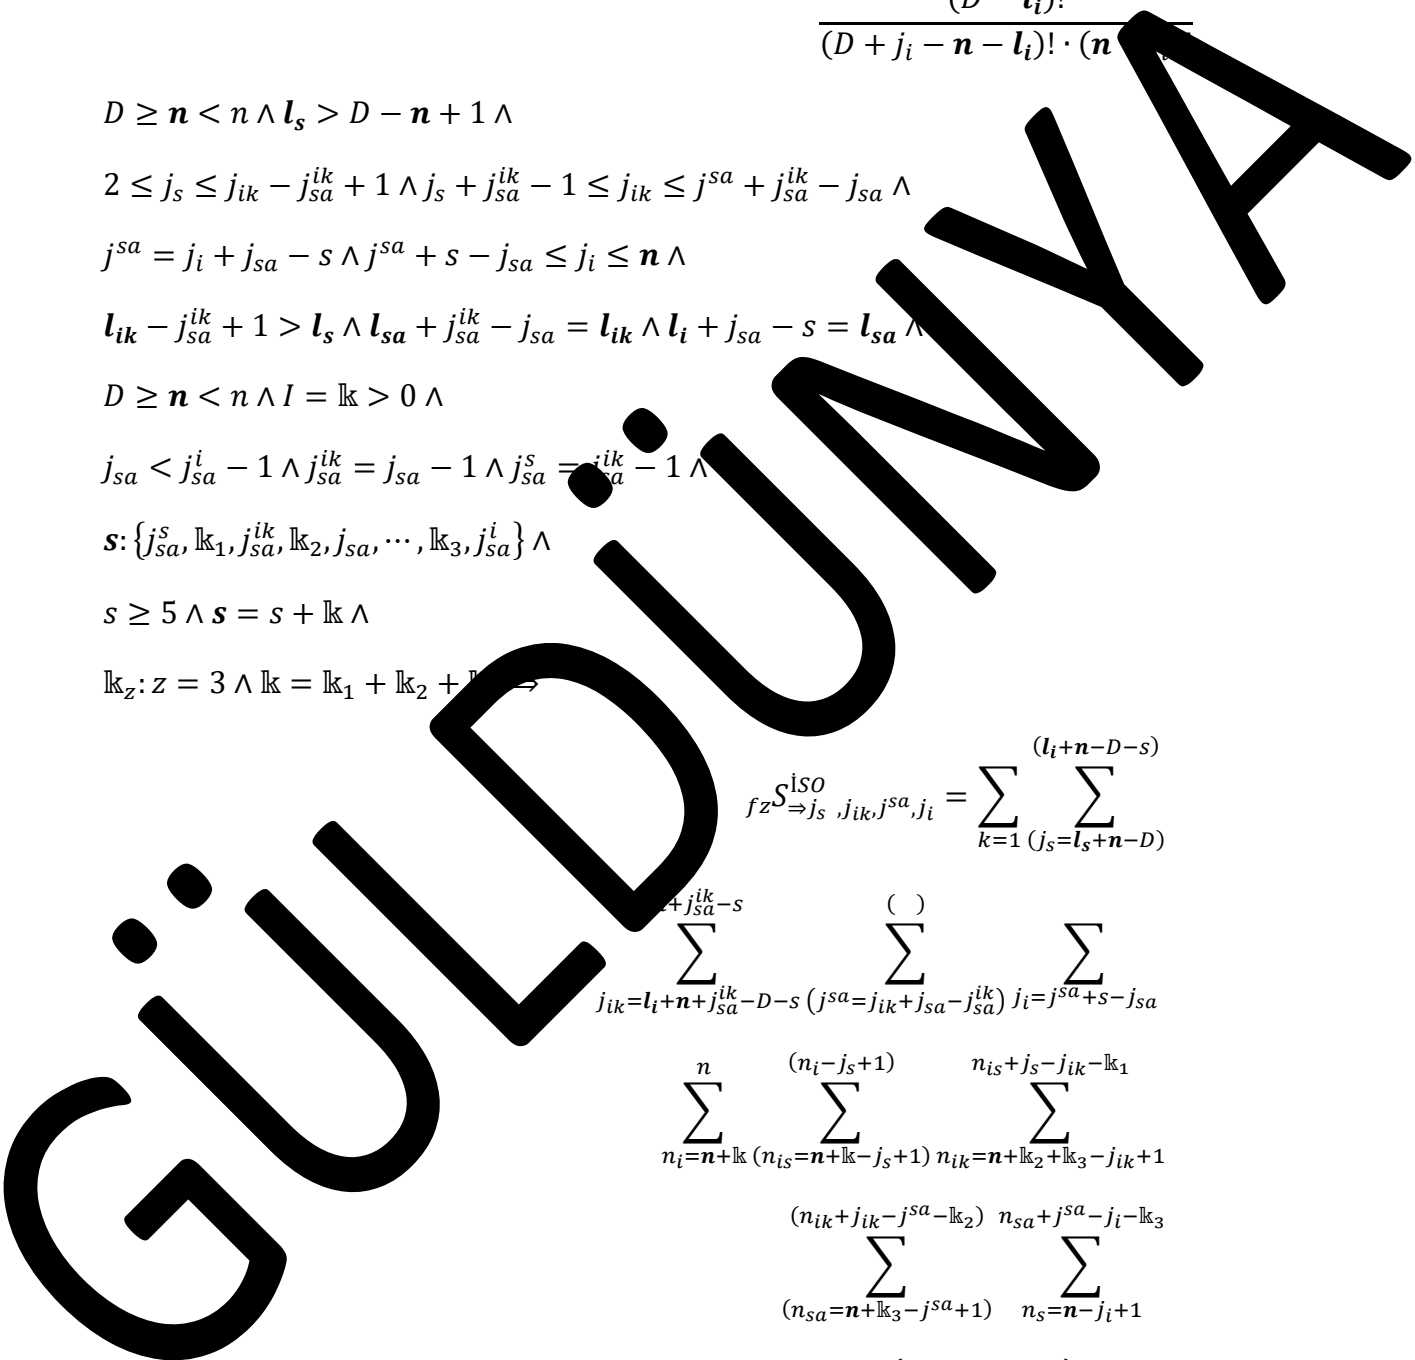 (D − l_i)!
(D + j_i − n − l_i)! · (n
D ≥ n < n ∧ l_s > D − n + 1 ∧
2 ≤ j_s ≤ j_ik − j_sa^ik + 1 ∧ j_s + j_sa^ik − 1 ≤ j_ik ≤ j^sa + j_sa^ik − j_sa ∧
j^sa = j_i + j_sa − s ∧ j^sa + s − j_sa ≤ j_i ≤ n ∧
l_ik − j_sa^ik + 1 > l_s ∧ l_sa + j_sa^ik − j_sa = l_ik ∧ l_i + j_sa − s = l_sa ∧
D ≥ n < n ∧ I = 𝕜 > 0 ∧
j_sa < j_sa^i − 1 ∧ j_sa^ik = j_sa − 1 ∧ j_sa^s = j_sa^ik − 1 ∧
s: {j_sa^s, 𝕜_1, j_sa^ik, 𝕜_2, j_sa, ⋯, 𝕜_3, j_sa^i} ∧
s ≥ 5 ∧ s = s + 𝕜 ∧
𝕜_z: z = 3 ∧ 𝕜 = 𝕜_1 + 𝕜_2 + ⇒
(l_i+n−D−s)
fzS^İSO_⇒j_s ,j_ik,j^sa,j_i = ∑ ∑
k=1 (j_s=l_s+n−D)
+j_sa^ik−s ( )
∑ ∑ ∑
j_ik=l_i+n+j_sa^ik−D−s (j^sa=j_ik+j_sa−j_sa^ik) j_i=j^sa+s−j_sa
n (n_i−j_s+1) n_is+j_s−j_ik−𝕜_1
∑ ∑ ∑
n_i=n+𝕜 (n_is=n+𝕜−j_s+1) n_ik=n+𝕜_2+𝕜_3−j_ik+1
(n_ik+j_ik−j^sa−𝕜_2) n_sa+j^sa−j_i−𝕜_3
∑ ∑
(n_sa=n+𝕜_3−j^sa+1) n_s=n−j_i+1
GÜLDÜNYA